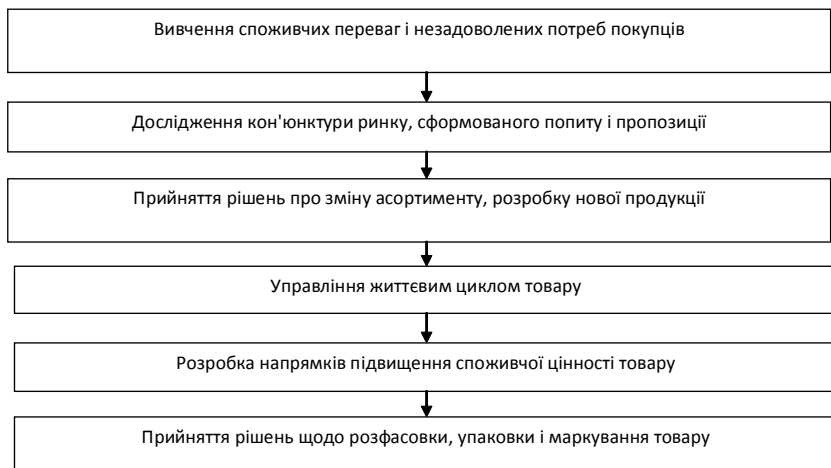 Вивчення споживчих переваг і незадоволених потреб покупців
Дослідження кон'юнктури ринку, сформованого попиту і пропозиції
Прийняття рішень про зміну асортименту, розробку нової продукції
Управління життєвим циклом товару
Розробка напрямків підвищення споживчої цінності товару
Прийняття рішень щодо розфасовки, упаковки і маркування товару